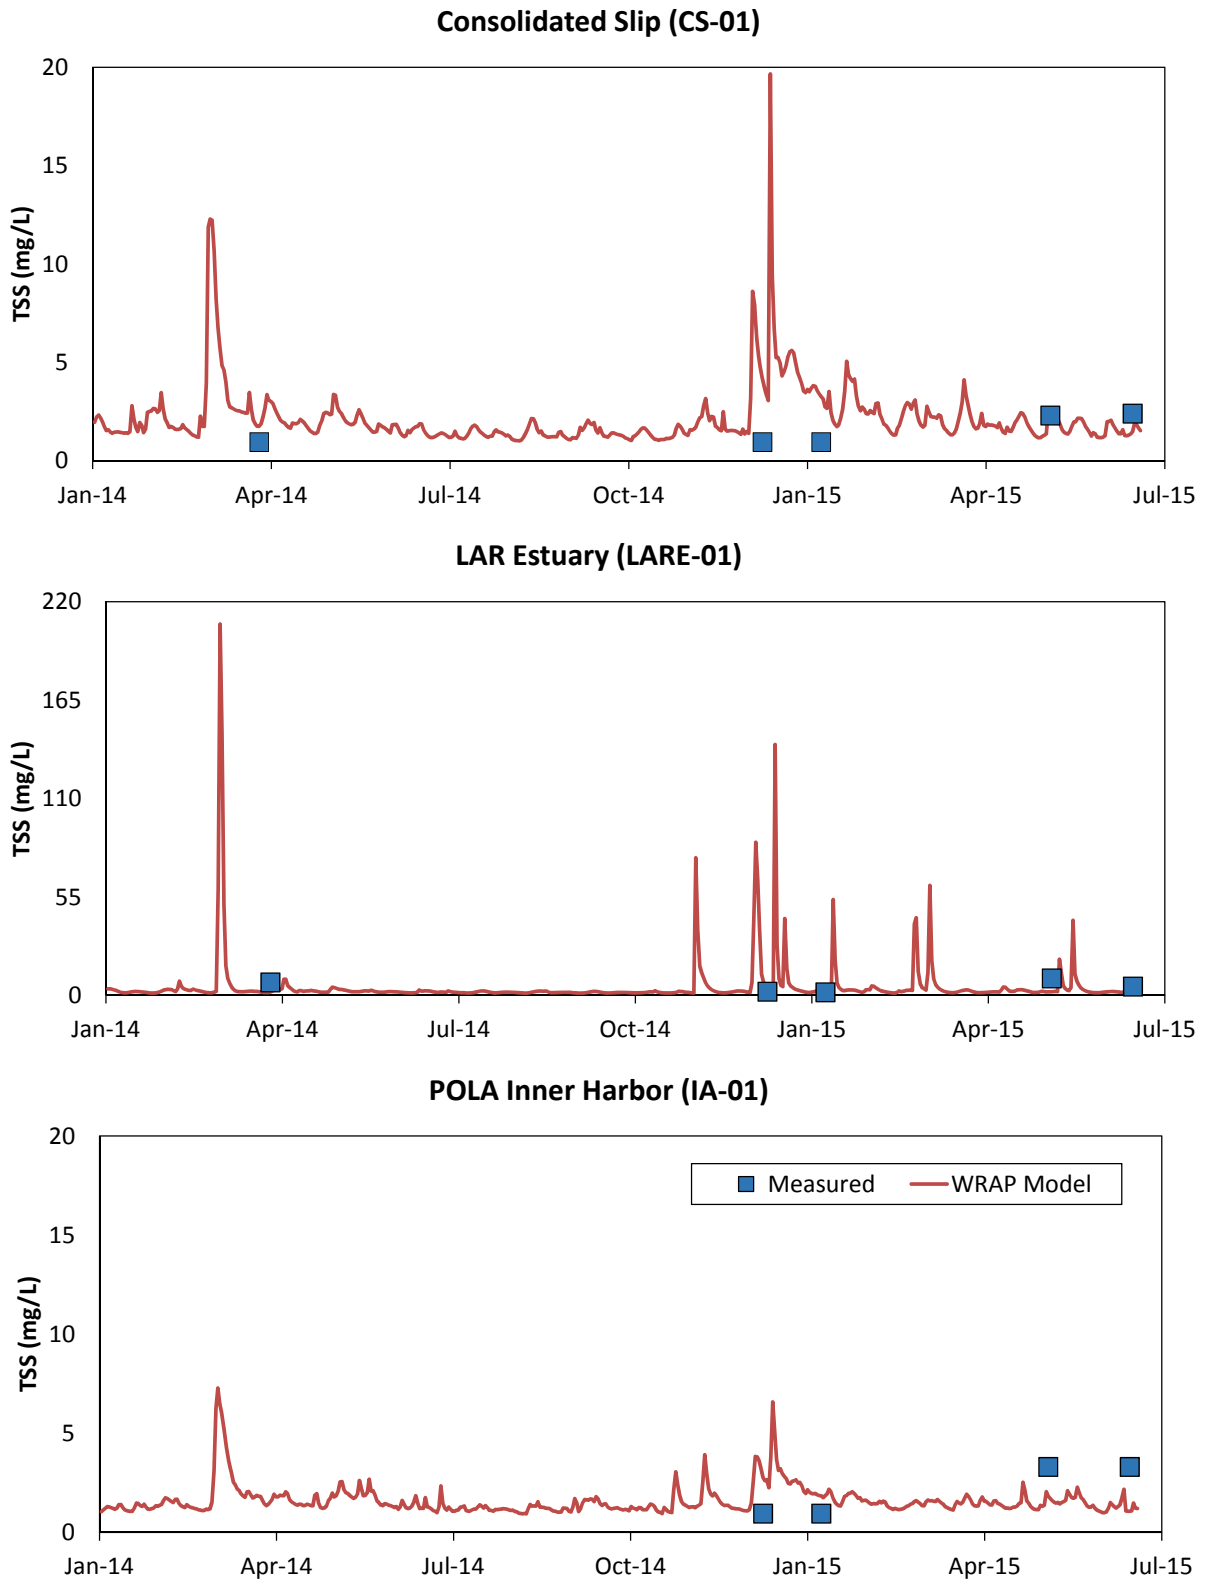 Consolidated Slip (CS-01)
20
15
10
5
0
TSS (mg/L)
Jan-14 Apr-14 Jul-14 Oct-14 Jan-15 Apr-15 Jul-15
LAR Estuary (LARE-01)
220
165
110
55
0
TSS (mg/L)
Jan-14 Apr-14 Jul-14 Oct-14 Jan-15 Apr-15 Jul-15
POLA Inner Harbor (IA-01)
20
15
10
5
0
TSS (mg/L)
Measured WRAP Model
Jan-14 Apr-14 Jul-14 Oct-14 Jan-15 Apr-15 Jul-15